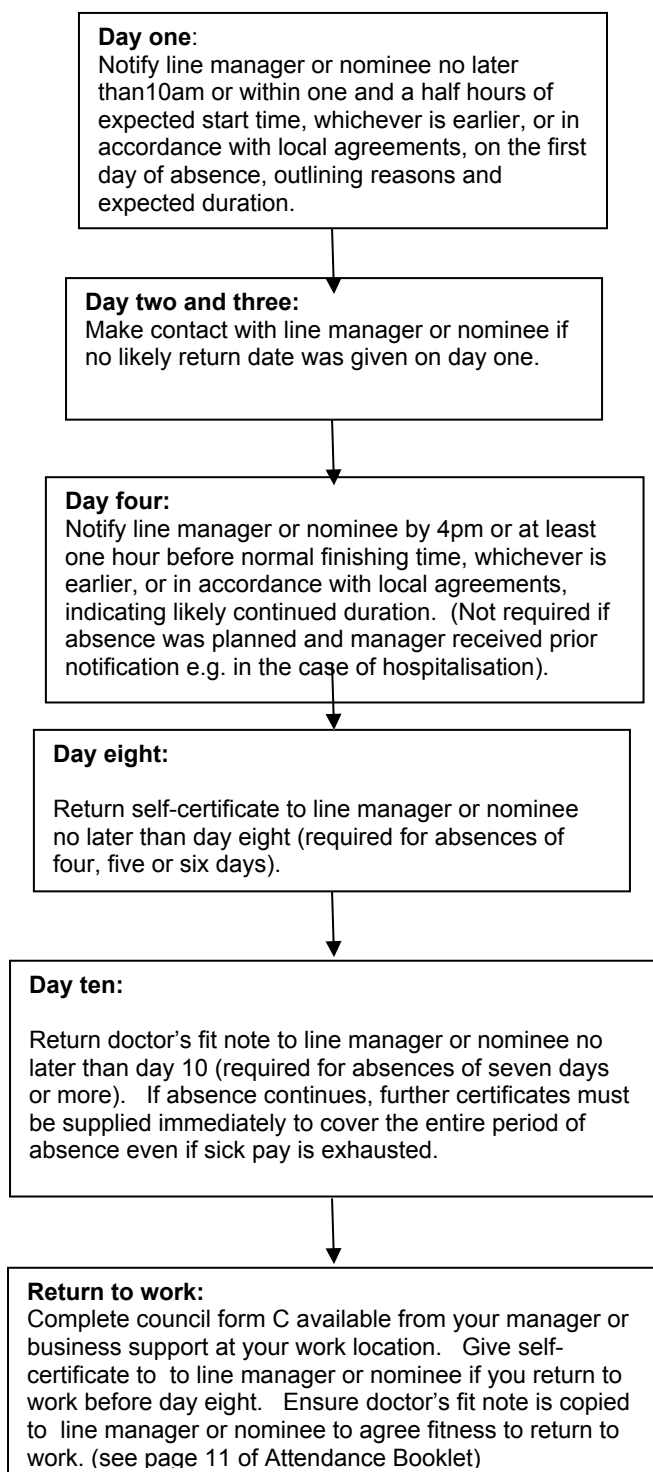 Day one:
Notify line manager or nominee no later
than10am or within one and a half hours of
expected start time, whichever is earlier, or in
accordance with local agreements, on the first
day of absence, outlining reasons and
expected duration.
Day two and three:
Make contact with line manager or nominee if
no likely return date was given on day one.
Day four:
Notify line manager or nominee by 4pm or at least
one hour before normal finishing time, whichever is
earlier, or in accordance with local agreements,
indicating likely continued duration.  (Not required if
absence was planned and manager received prior
notification e.g. in the case of hospitalisation).
Day eight:
Return self-certificate to line manager or nominee
no later than day eight (required for absences of
four, five or six days).
Day ten:
Return doctor’s fit note to line manager or nominee no
later than day 10 (required for absences of seven days
or more).   If absence continues, further certificates must
be supplied immediately to cover the entire period of
absence even if sick pay is exhausted.
Return to work:
Complete council form C available from your manager or
business support at your work location.   Give self-
certificate to  to line manager or nominee if you return to
work before day eight.   Ensure doctor’s fit note is copied
to  line manager or nominee to agree fitness to return to
work. (see page 11 of Attendance Booklet)